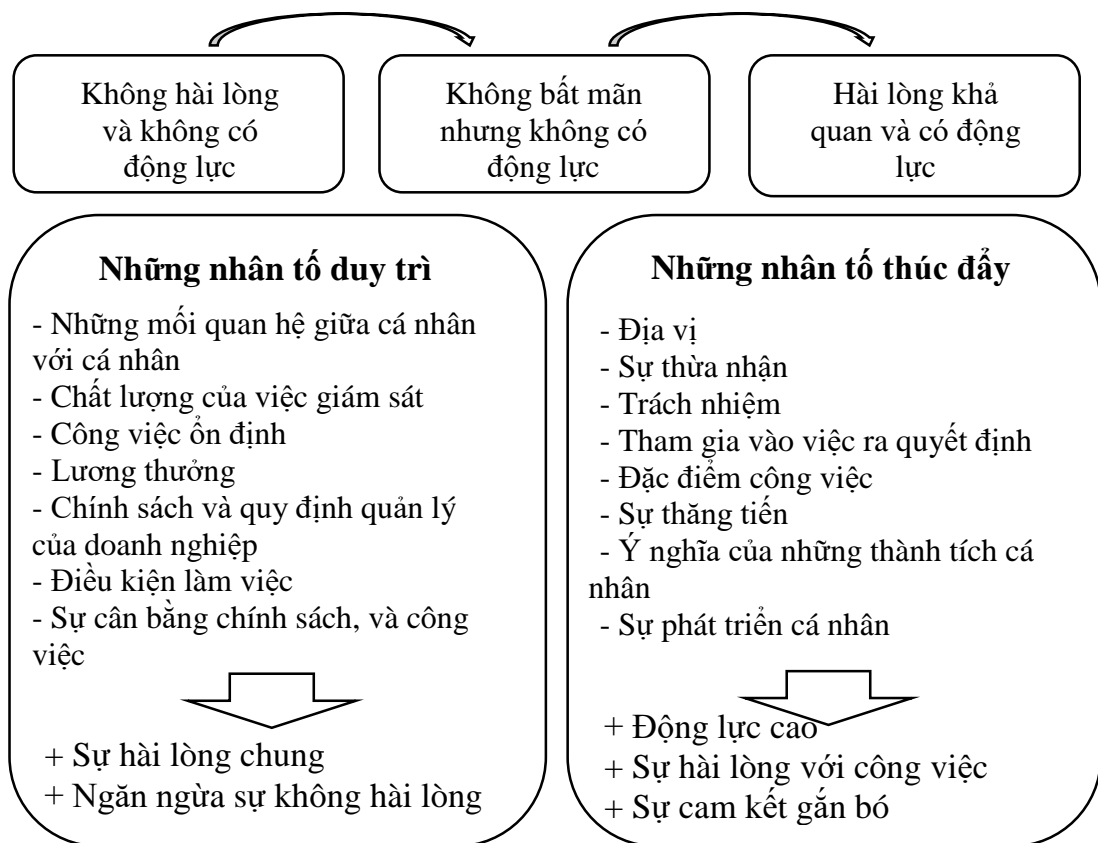 Không hài lòng
và không có
động lực
Không bất mãn
nhưng không có
động lực
Hài lòng khả
quan và có động
lực
Những nhân tố duy trì
- Những mối quan hệ giữa cá nhân
với cá nhân
- Chất lượng của việc giám sát
- Công việc ổn định
- Lương thưởng
- Chính sách và quy định quản lý
của doanh nghiệp
- Điều kiện làm việc
- Sự cân bằng chính sách, và công
việc
+ Sự hài lòng chung
+ Ngăn ngừa sự không hài lòng
Những nhân tố thúc đẩy
- Địa vị
- Sự thừa nhận
- Trách nhiệm
- Tham gia vào việc ra quyết định
- Đặc điểm công việc
- Sự thăng tiến
- Ý nghĩa của những thành tích cá
nhân
- Sự phát triển cá nhân
+ Động lực cao
+ Sự hài lòng với công việc
+ Sự cam kết gắn bó